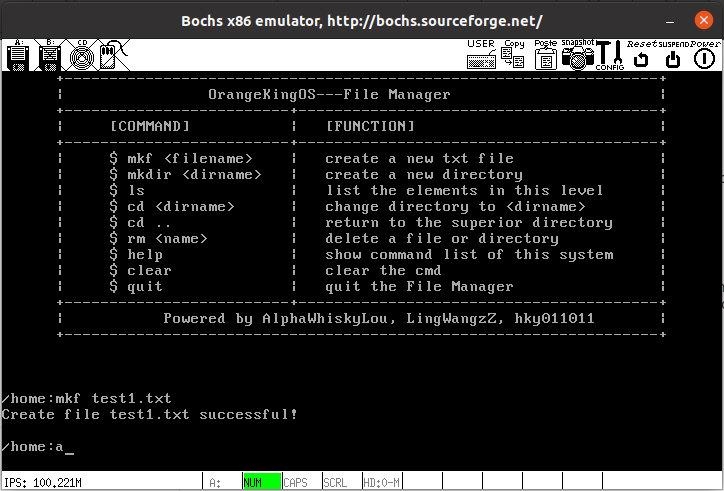 Bochs x86 emulator, http://bochs.sourceforge.net/
A: B: CD USER Copy Paste snapshot CONFIG Reset SUSPEND Power
OrangeKingOS---File Manager
[COMMAND] [FUNCTION]
$ mkf <filename> create a new txt file
$ mkdir <dirname> create a new directory
$ ls list the elements in this level
$ cd <dirname> change directory to <dirname>
$ cd .. return to the superior directory
$ rm <name> delete a file or directory
$ help show command list of this system
$ clear clear the cmd
$ quit quit the File Manager
Powered by AlphaWhiskyLou, LingWangzZ, hky011011
/home:mkf test1.txt
Create file test1.txt successful!
/home:a_
IPS: 100.221M A: NUM CAPS SCRL HD:0-M